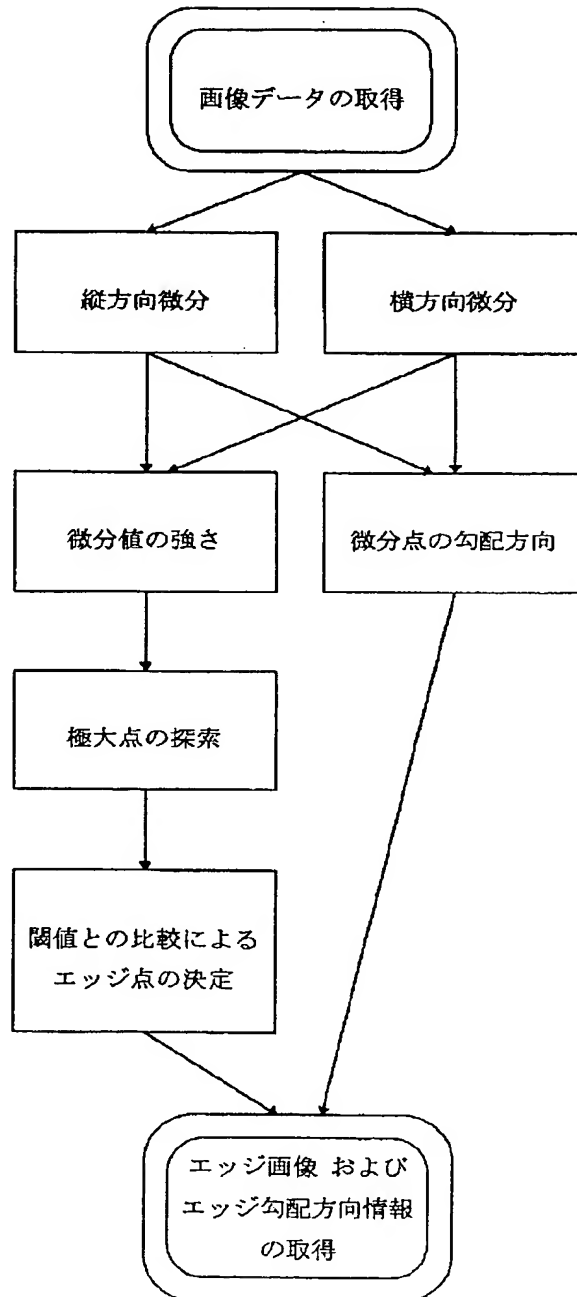 画像データの取得
縦方向微分
横方向微分
微分値の強さ
微分点の勾配方向
極大点の探索
閾値との比較による
エッジ点の決定
エッジ画像 および
エッジ勾配方向情報
の取得